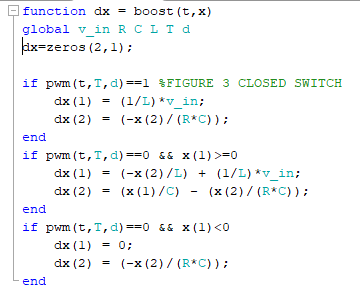 function dx = boost(t,x)
global v_in R C L T d
dx=zeros(2,1);
if pwm(t,T,d)==1 %FIGURE 3 CLOSED SWITCH
dx(1) = (1/L)*v_in;
dx(2) = (-x(2)/(R*C));
end
if pwm(t,T,d)==0 && x(1)>=0
dx(1) = (-x(2)/L) + (1/L)*v_in;
dx(2) = (x(1)/C) - (x(2)/(R*C));
end
if pwm(t,T,d)==0 && x(1)<0
dx(1) = 0;
dx(2) = (-x(2)/(R*C));
end